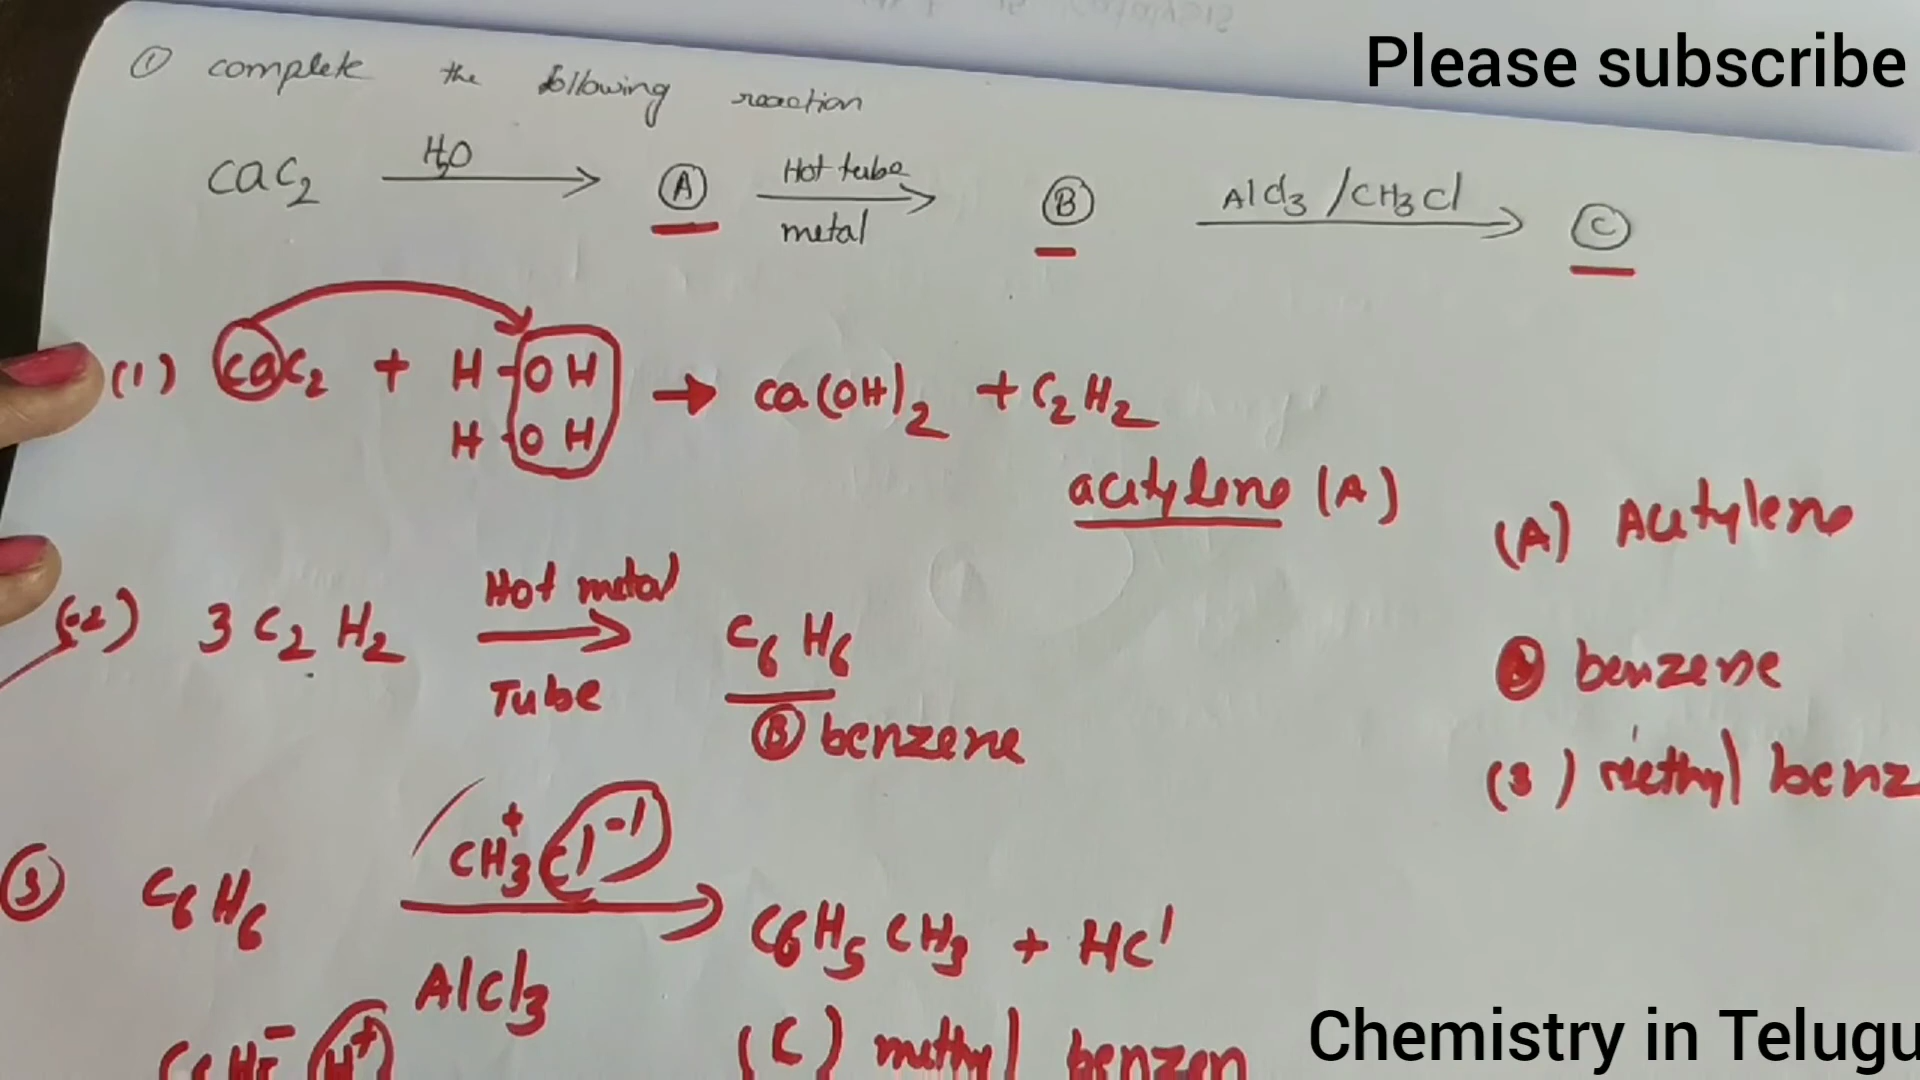 Please subscribe
① complete the following reaction
CaC₂ H₂O → Ⓐ Hot tube metal → Ⓑ AlCl₃ /CH₃Cl → Ⓒ
(1) CaC₂ + H-OH → Ca(OH)₂ + C₂H₂
H-OH
acetylene (A)
(A) Acetylene
(2) 3C₂H₂ Hot metal Tube → C₆H₆
benzene
Ⓑ benzene
(3) methyl benz
③ C₆H₆ CH₃⁺Cl⁻¹ AlCl₃ → C₆H₅CH₃ + HCl
C₆H₅⁻ H⁺
(C) methyl benzen
Chemistry in Telugu